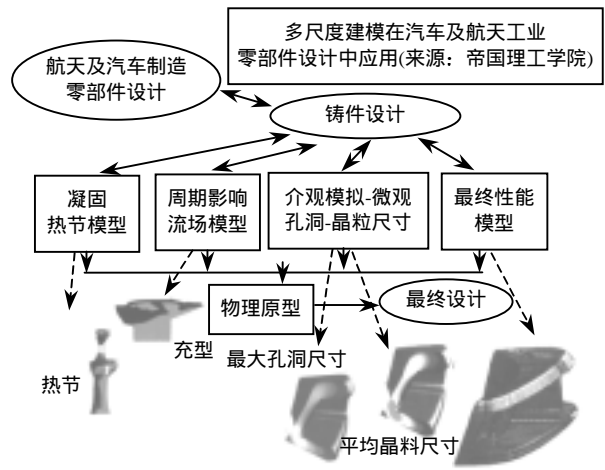 多尺度建模在汽车及航天工业
零部件设计中应用(来源：帝国理工学院)
航天及汽车制造
零部件设计
铸件设计
凝固
热节模型
周期影响
流场模型
介观模拟-微观
孔洞-晶粒尺寸
最终性能
模型
物理原型
最终设计
充型
最大孔洞尺寸
热节
平均晶料尺寸